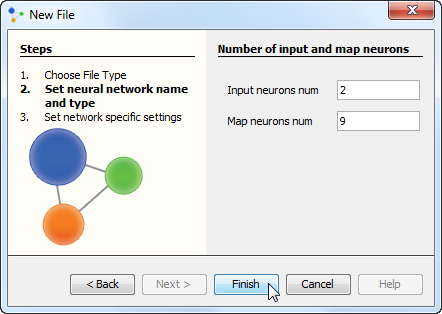 New File
Steps
1. Choose File Type
2. Set neural network name
and type
3. Set network specific settings
Number of input and map neurons
Input neurons num 2
Map neurons num 9
< Back Next > Finish Cancel Help